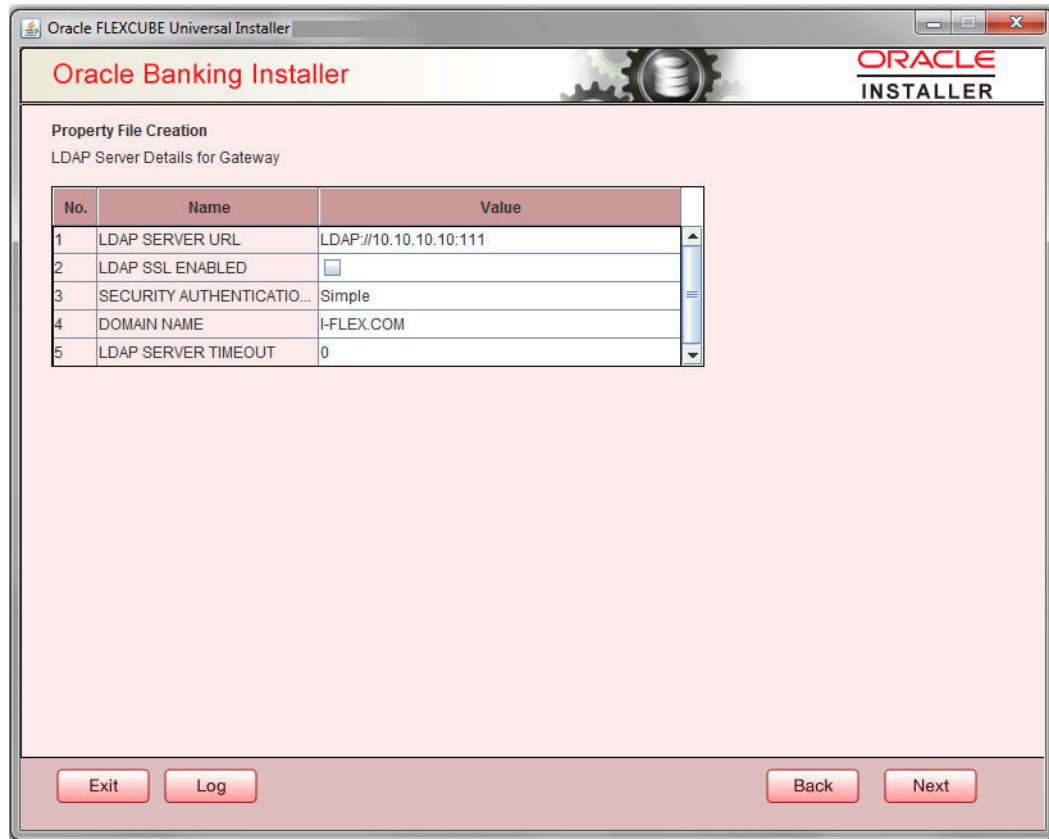 Oracle FLEXCUBE Universal Installer
Oracle Banking Installer
ORACLE
INSTALLER
Property File Creation
LDAP Server Details for Gateway
No. Name Value
1 LDAP SERVER URL LDAP://10.10.10.10:111
2 LDAP SSL ENABLED
3 SECURITY AUTHENTICATIO... Simple
4 DOMAIN NAME I-FLEX.COM
5 LDAP SERVER TIMEOUT 0
Exit Log Back Next